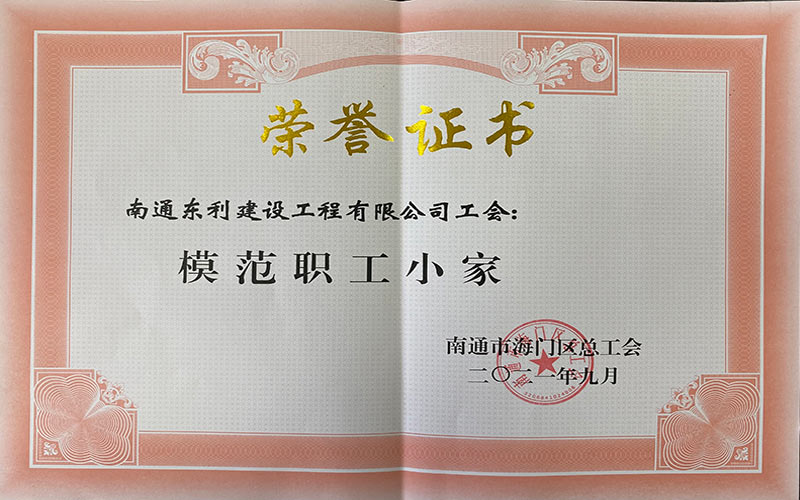 荣誉证书
南通东利建设工程有限公司工会：
模范职工小家
南通市海门区总工会
二〇二一年九月